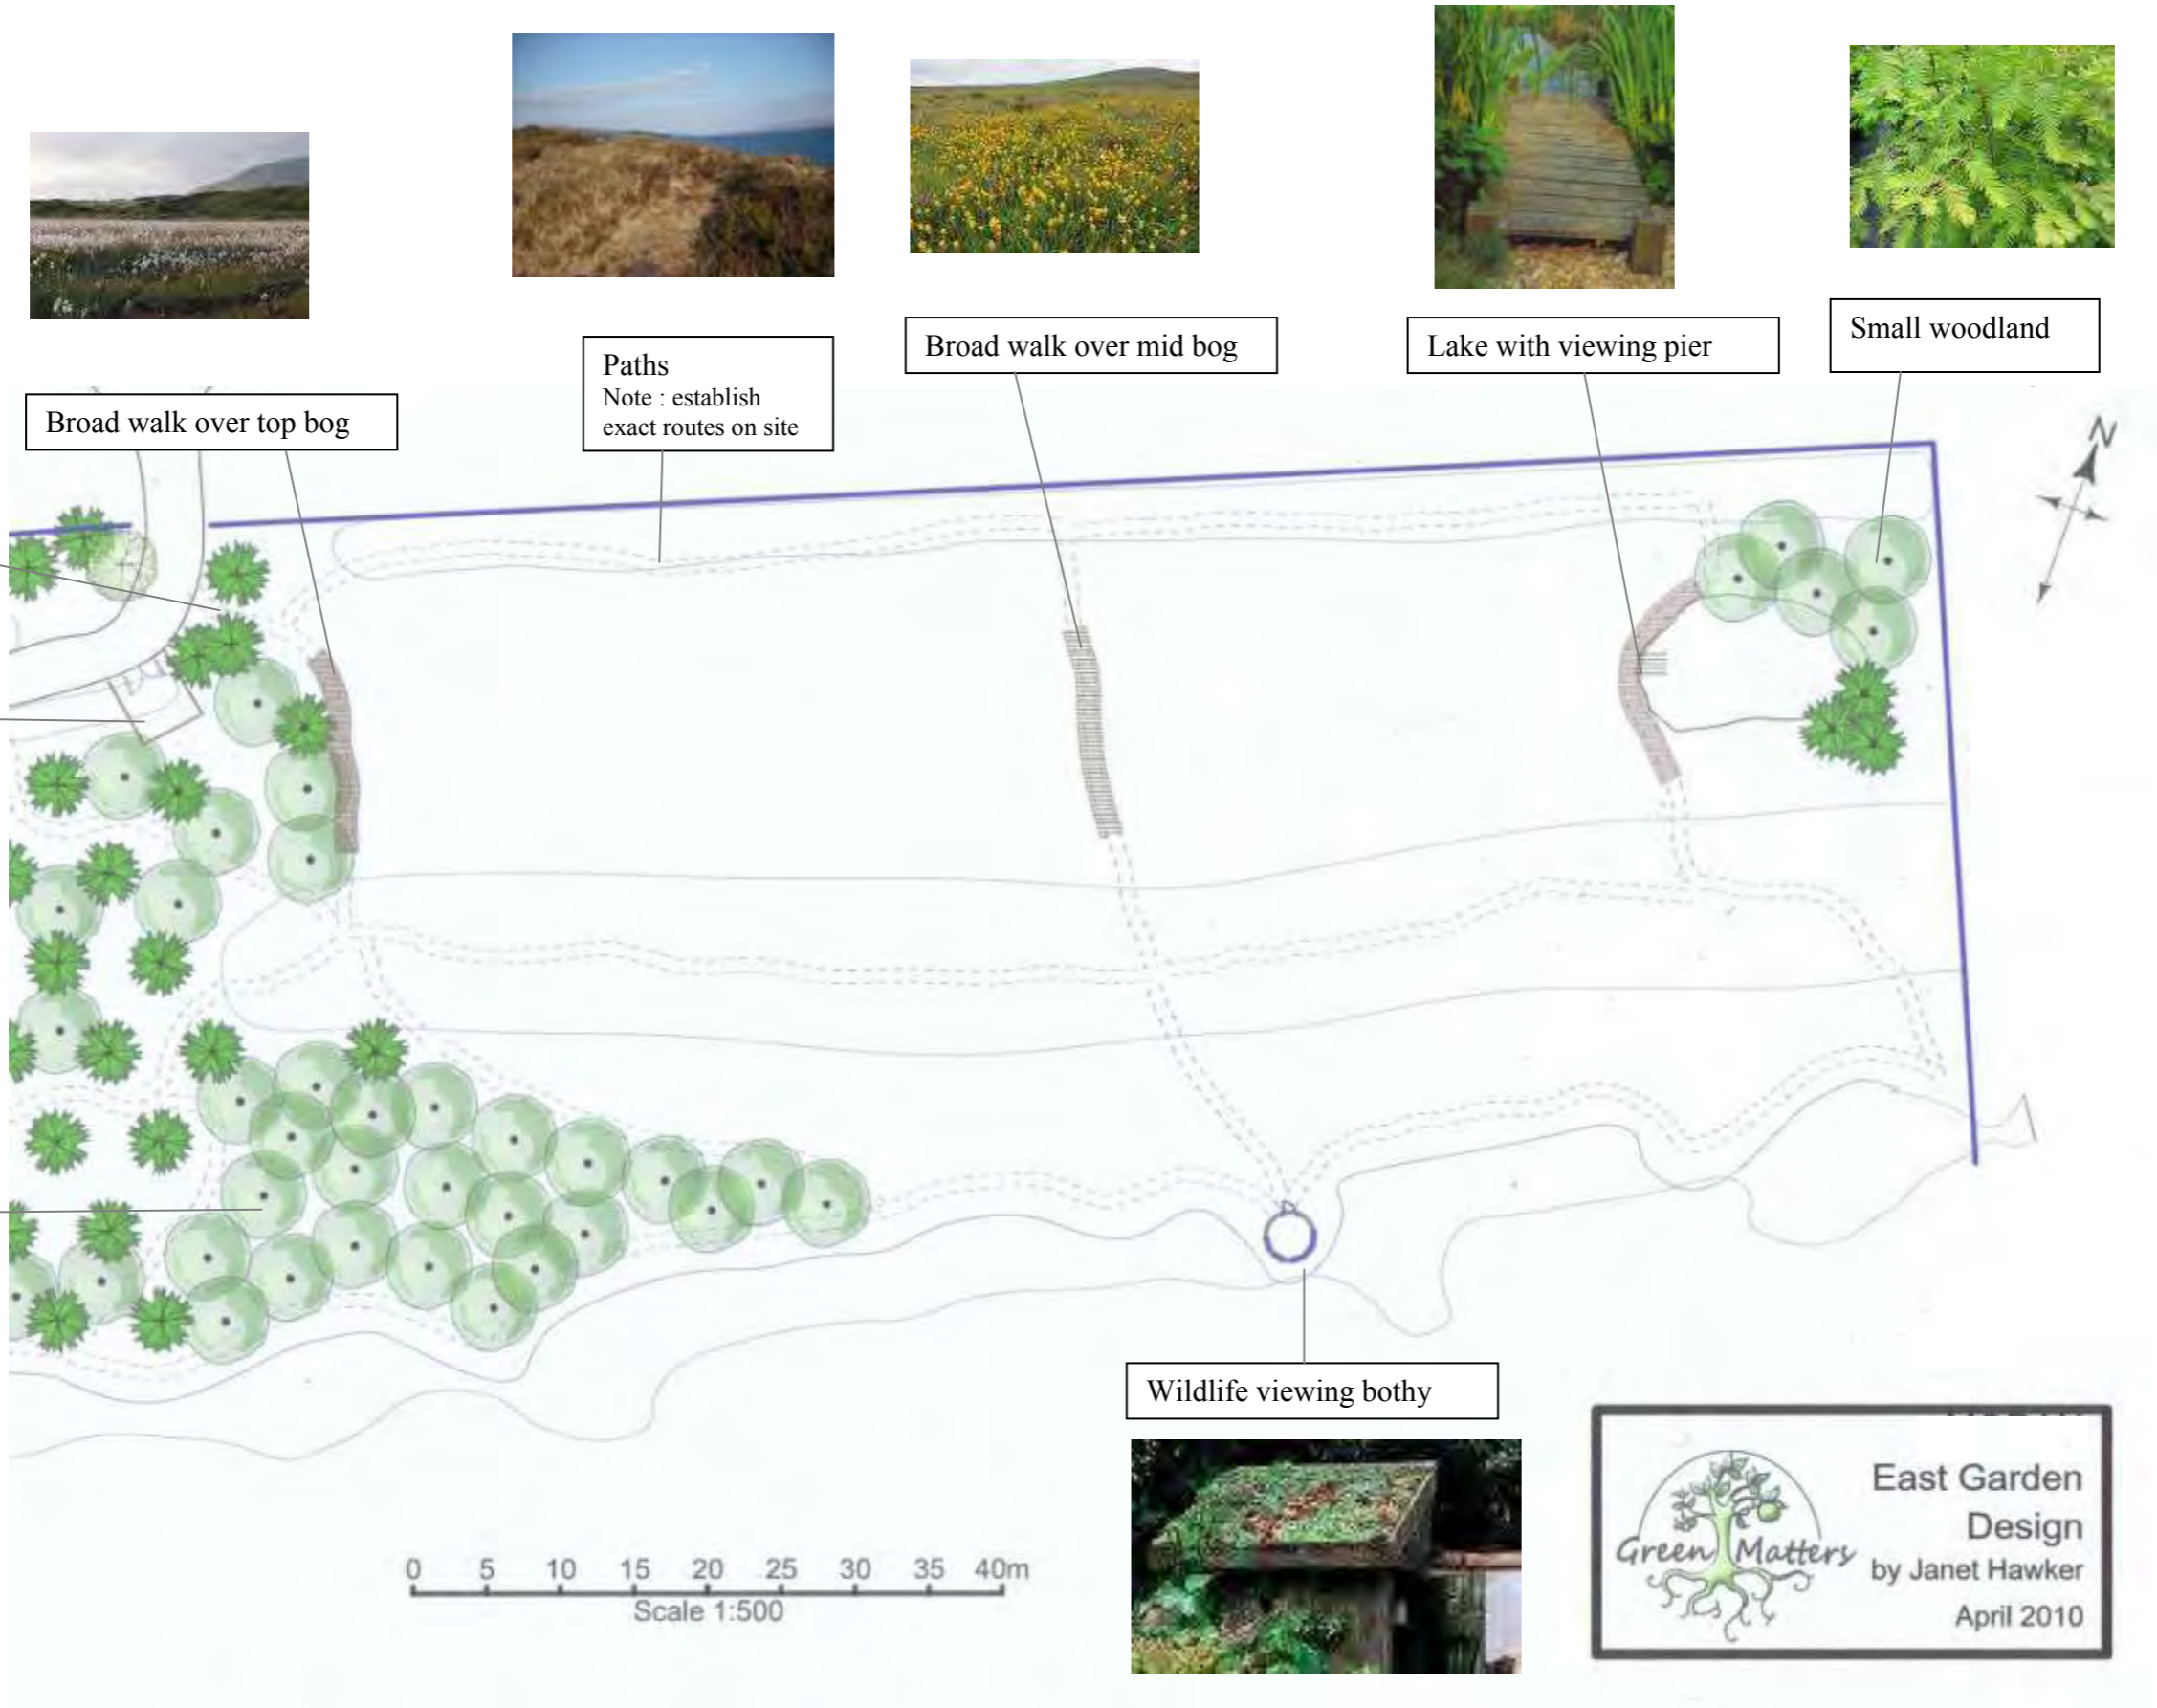 Small woodland
Broad walk over mid bog
Lake with viewing pier
Paths
Note : establish
exact routes on site
Broad walk over top bog
N
Wildlife viewing bothy
0 5 10 15 20 25 30 35 40m
Scale 1:500
Green Matters
East Garden
Design
by Janet Hawker
April 2010